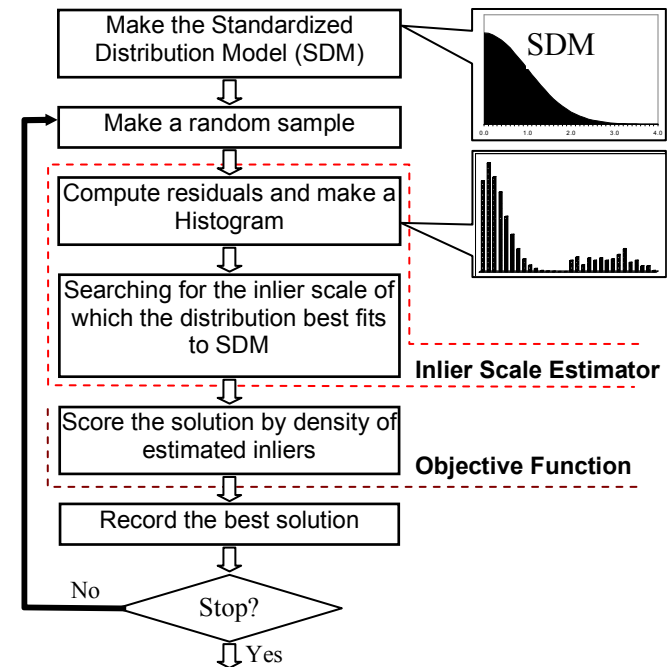 Make the Standardized
Distribution Model (SDM)
SDM
0.0 1.0 2.0 3.0 4.0
Make a random sample
Compute residuals and make a
Histogram
Searching for the inlier scale of
which the distribution best fits
to SDM
Inlier Scale Estimator
Score the solution by density of
estimated inliers
Objective Function
Record the best solution
No
Stop?
Yes